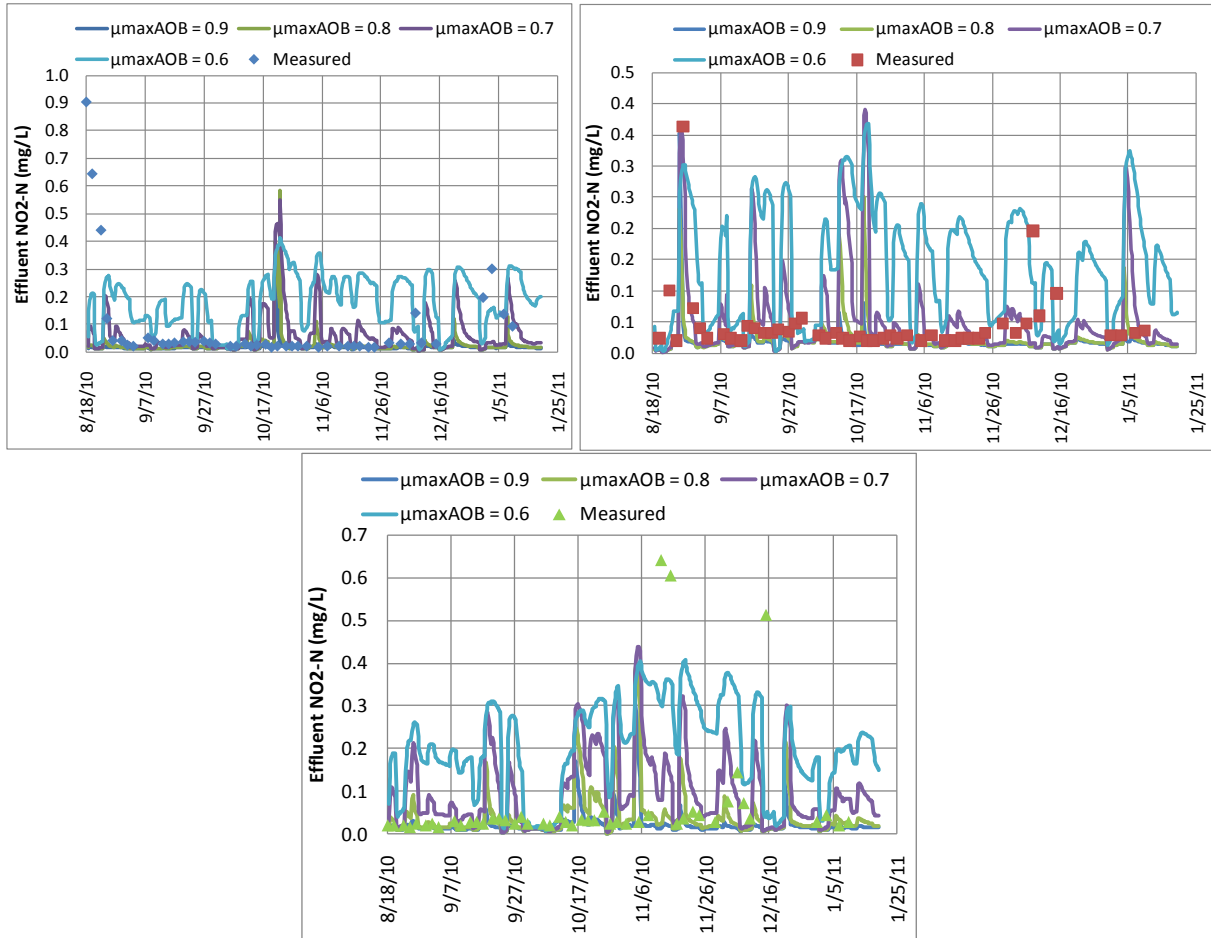 μmaxAOB = 0.9 μmaxAOB = 0.8 μmaxAOB = 0.7
μmaxAOB = 0.6 Measured
Effluent NO2-N (mg/L)
1.0
0.9
0.8
0.7
0.6
0.5
0.4
0.3
0.2
0.1
0.0
8/18/10 9/7/10 9/27/10 10/17/10 11/6/10 11/26/10 12/16/10 1/5/11 1/25/11
μmaxAOB = 0.9 μmaxAOB = 0.8 μmaxAOB = 0.7
μmaxAOB = 0.6 Measured
Effluent NO2-N (mg/L)
0.5
0.4
0.4
0.3
0.3
0.2
0.2
0.1
0.1
0.0
8/18/10 9/7/10 9/27/10 10/17/10 11/6/10 11/26/10 12/16/10 1/5/11 1/25/11
μmaxAOB = 0.9 μmaxAOB = 0.8 μmaxAOB = 0.7
μmaxAOB = 0.6 Measured
Effluent NO2-N (mg/L)
0.7
0.6
0.5
0.4
0.3
0.2
0.1
0.0
8/18/10 9/7/10 9/27/10 10/17/10 11/6/10 11/26/10 12/16/10 1/5/11 1/25/11